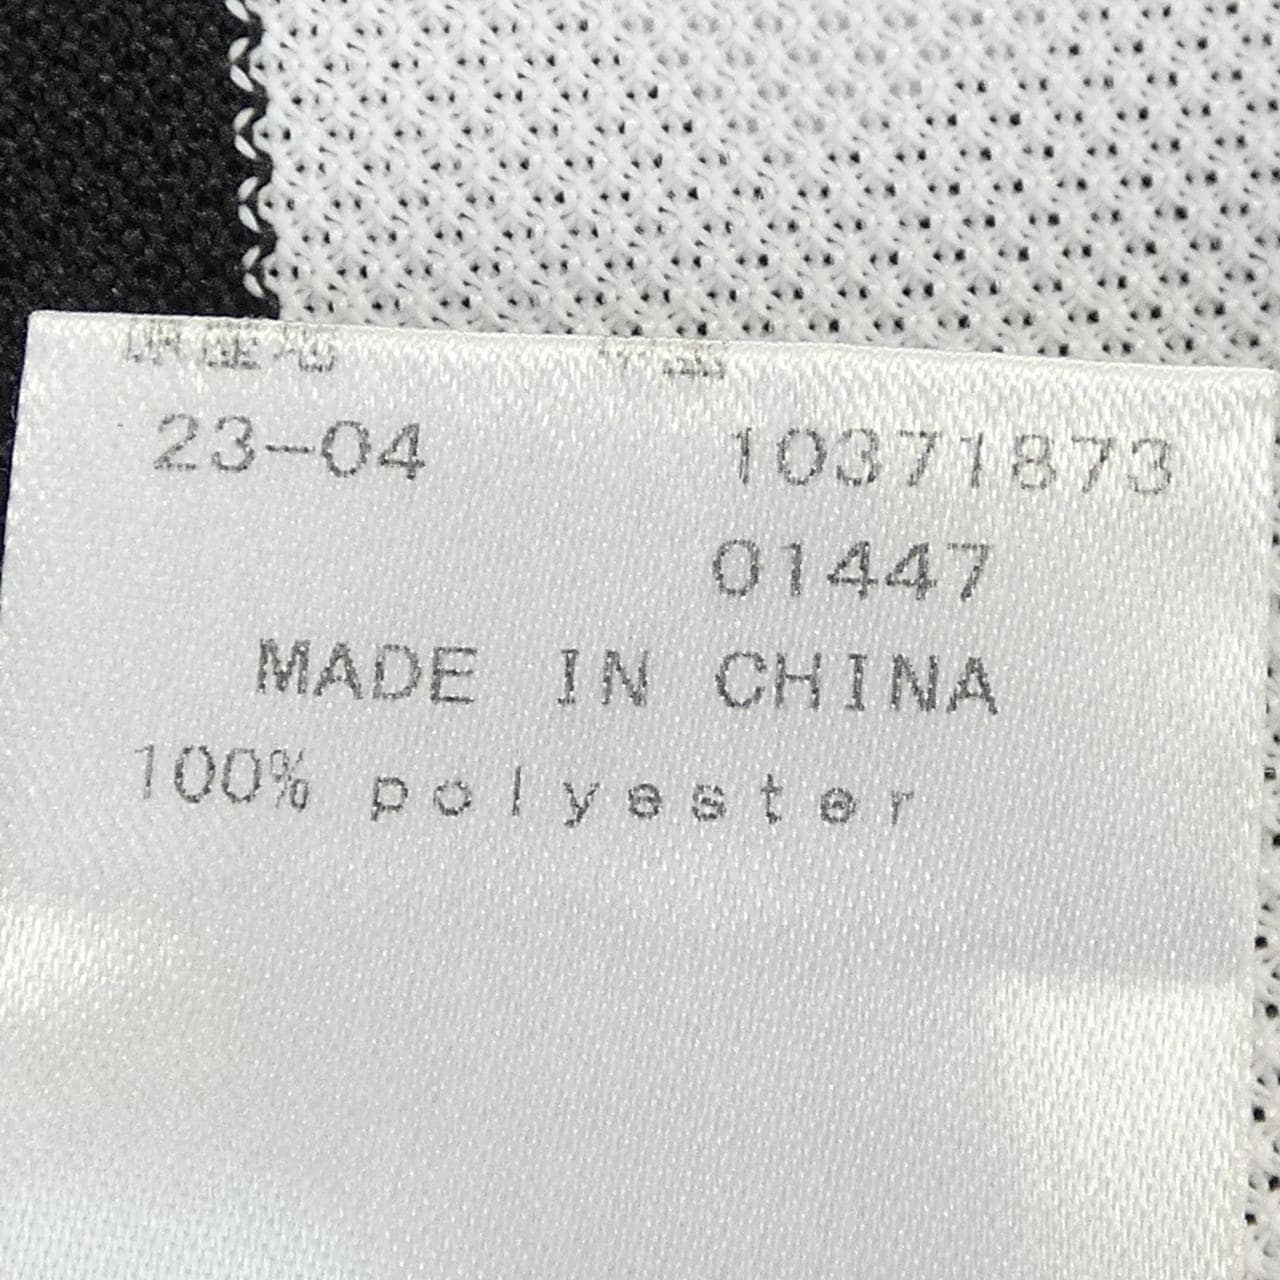 23-04 10371873
01447
MADE IN CHINA
100% polyester